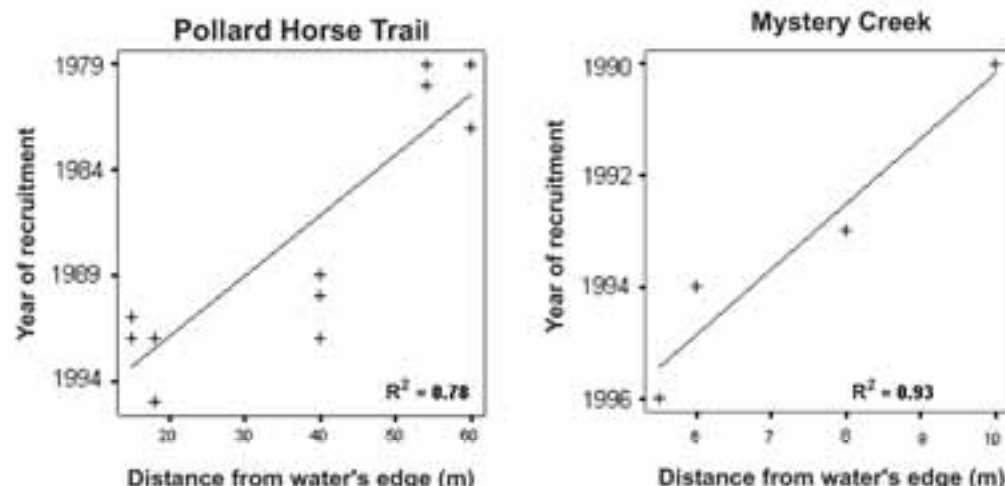 Pollard Horse Trail
Year of recruitment
1979
1984
1989
1994
R² = 0.78
20
30
40
50
60
Distance from water's edge (m)
Mystery Creek
Year of recruitment
1990
1992
1994
1996
R² = 0.93
6
7
8
9
10
Distance from water's edge (m)